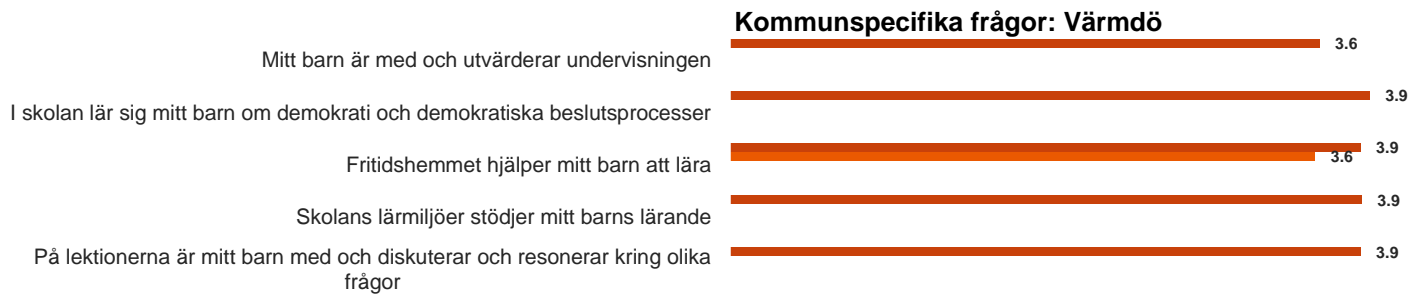 Kommunspecifika frågor: Värmdö
Mitt barn är med och utvärderar undervisningen
3.6
I skolan lär sig mitt barn om demokrati och demokratiska beslutsprocesser
3.9
Fritidshemmet hjälper mitt barn att lära
3.9
3.6
Skolans lärmiljöer stödjer mitt barns lärande
3.9
På lektionerna är mitt barn med och diskuterar och resonerar kring olika
frågor
3.9